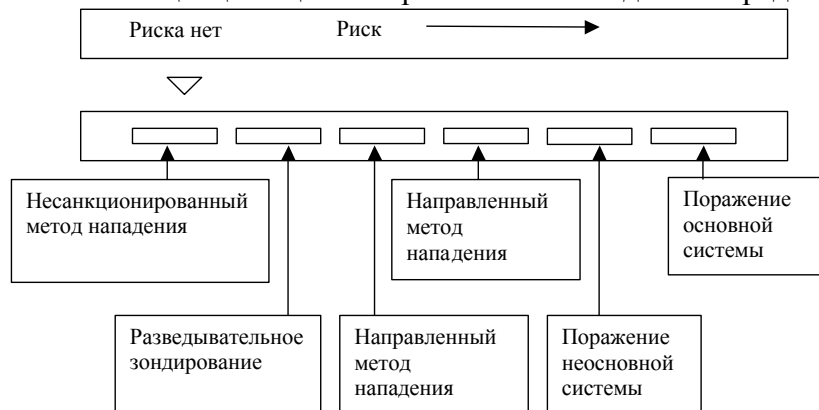 Риска нет Риск
Несанкционированный
метод нападения
Направленный
метод
нападения
Поражение
основной
системы
Разведывательное
зондирование
Направленный
метод
нападения
Поражение
неосновной
системы